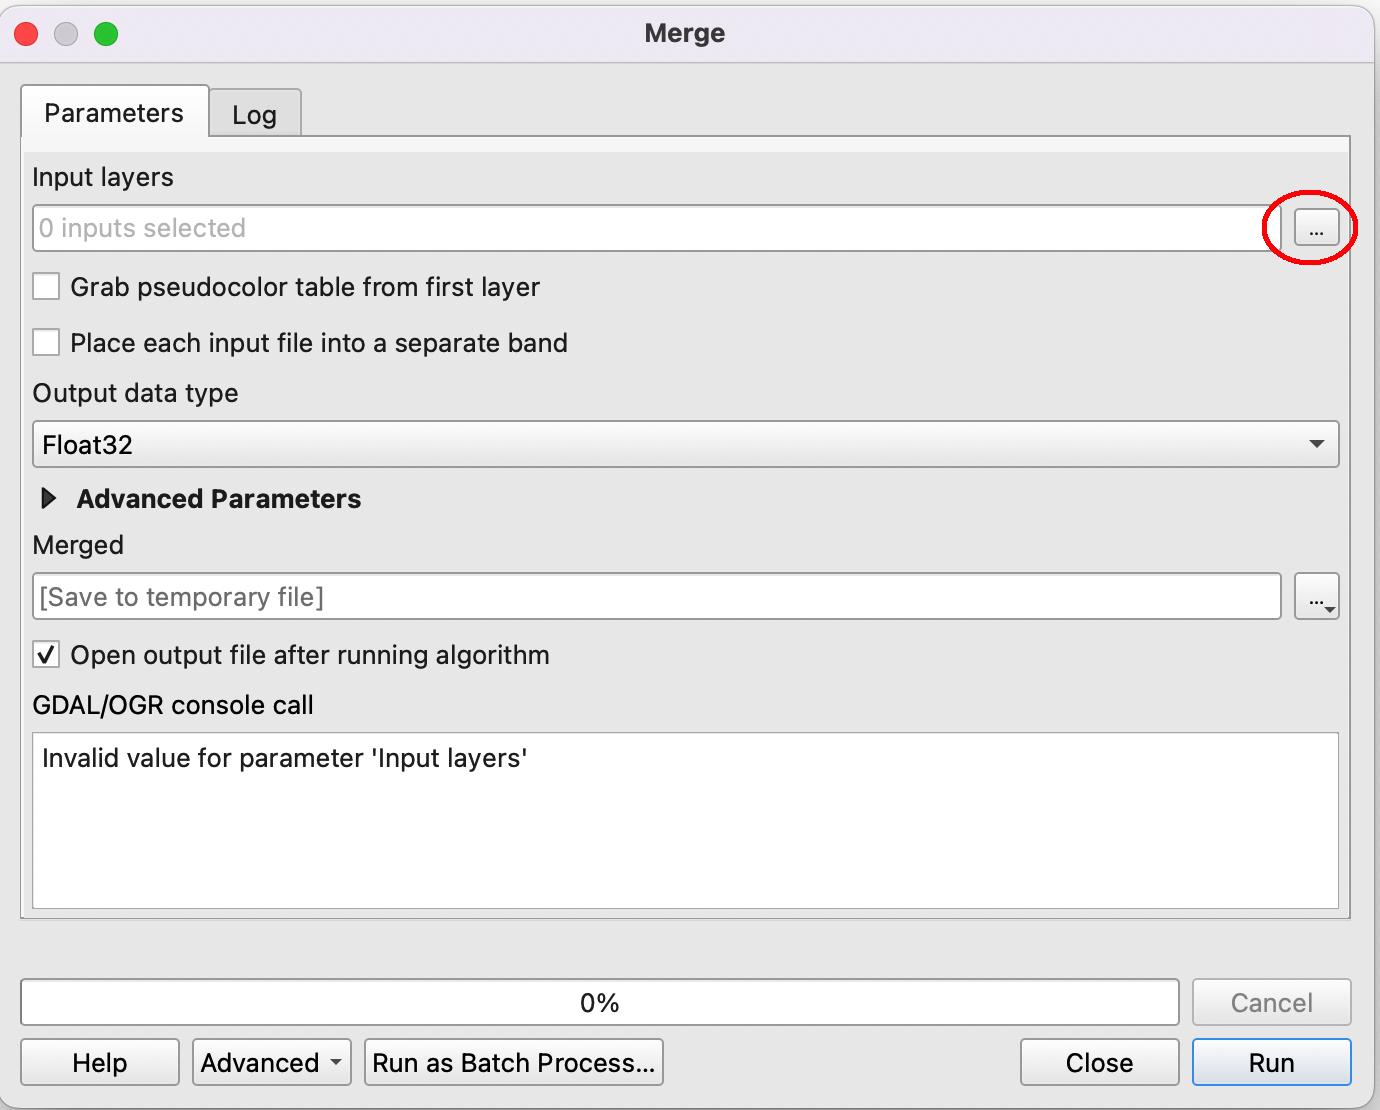 Merge
Parameters
Log
Input layers
0 inputs selected
...
Grab pseudocolor table from first layer
Place each input file into a separate band
Output data type
Float32
Advanced Parameters
Merged
[Save to temporary file]
...
Open output file after running algorithm
GDAL/OGR console call
Invalid value for parameter 'Input layers'
0%
Cancel
Help
Advanced
Run as Batch Process...
Close
Run